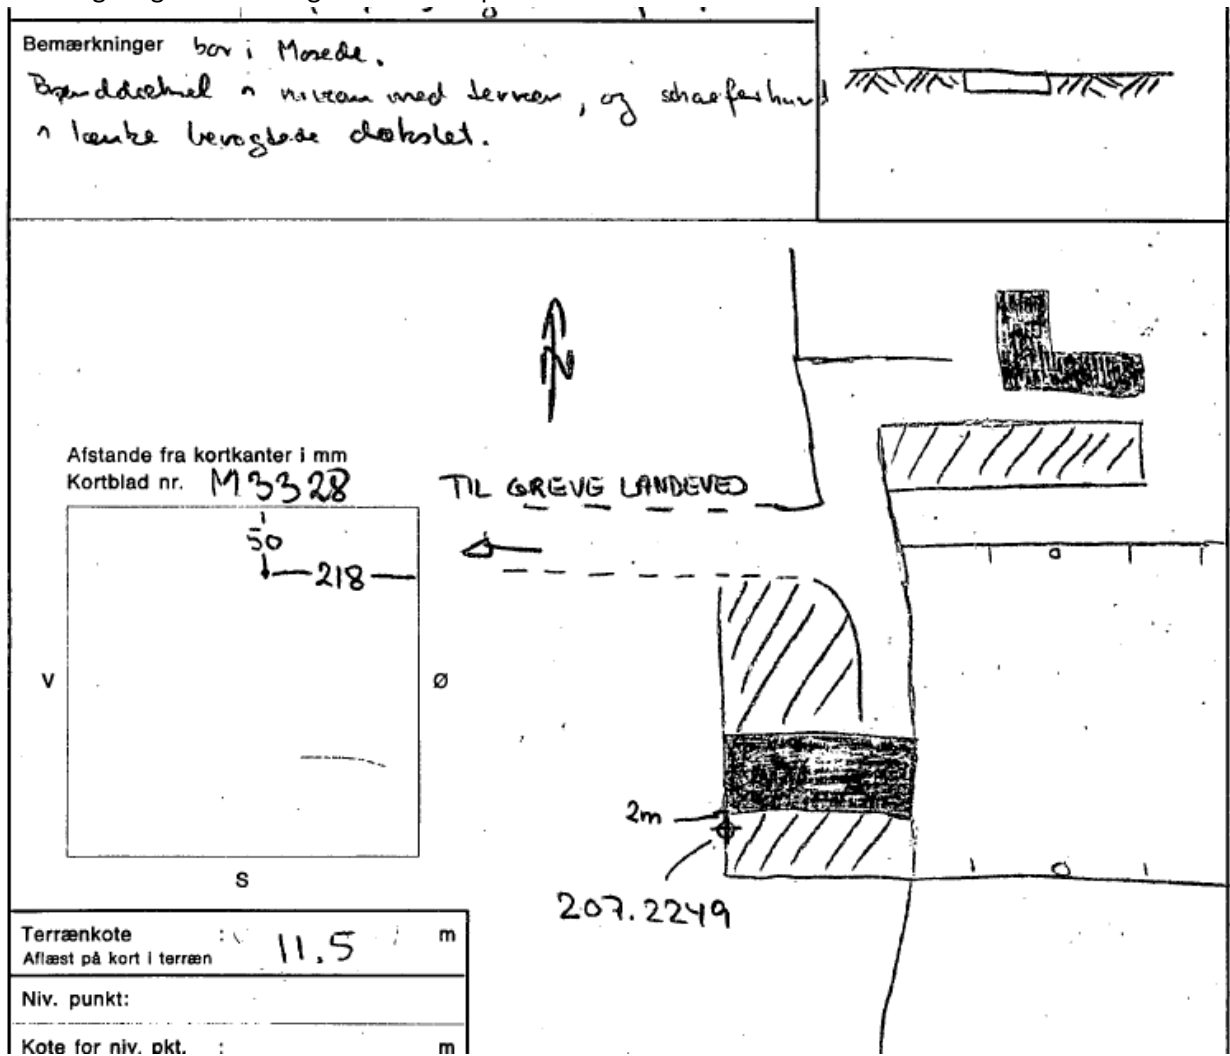 Bemærkninger bor i Mosede.
Brønddæksel i niveau med terræn, og schaeferhund
i lænke bevogtede dækslet.
N
Afstande fra kortkanter i mm
Kortblad nr. M3328
TIL GREVE LANDEVEJ
50
218
V
Ø
S
2m
207.2249
Terrænkote : 11.5 m
Aflæst på kort i terræn
Niv. punkt:
Kote for niv. pkt. : m